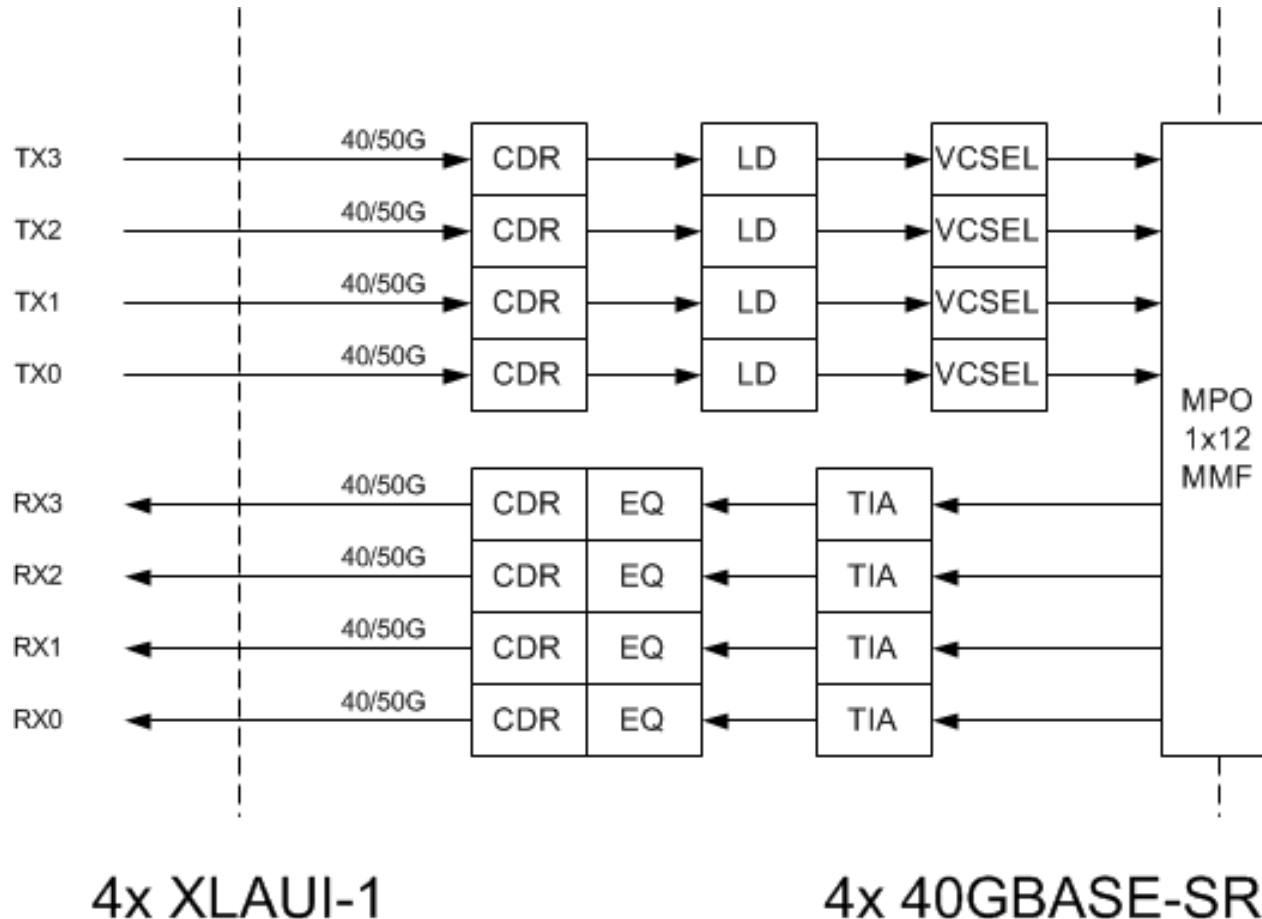 TX3 40/50G CDR LD VCSEL
TX2 40/50G CDR LD VCSEL
TX1 40/50G CDR LD VCSEL
TX0 40/50G CDR LD VCSEL
MPO
1x12
MMF
RX3 40/50G CDR EQ TIA
RX2 40/50G CDR EQ TIA
RX1 40/50G CDR EQ TIA
RX0 40/50G CDR EQ TIA
4x XLAUI-1 4x 40GBASE-SR